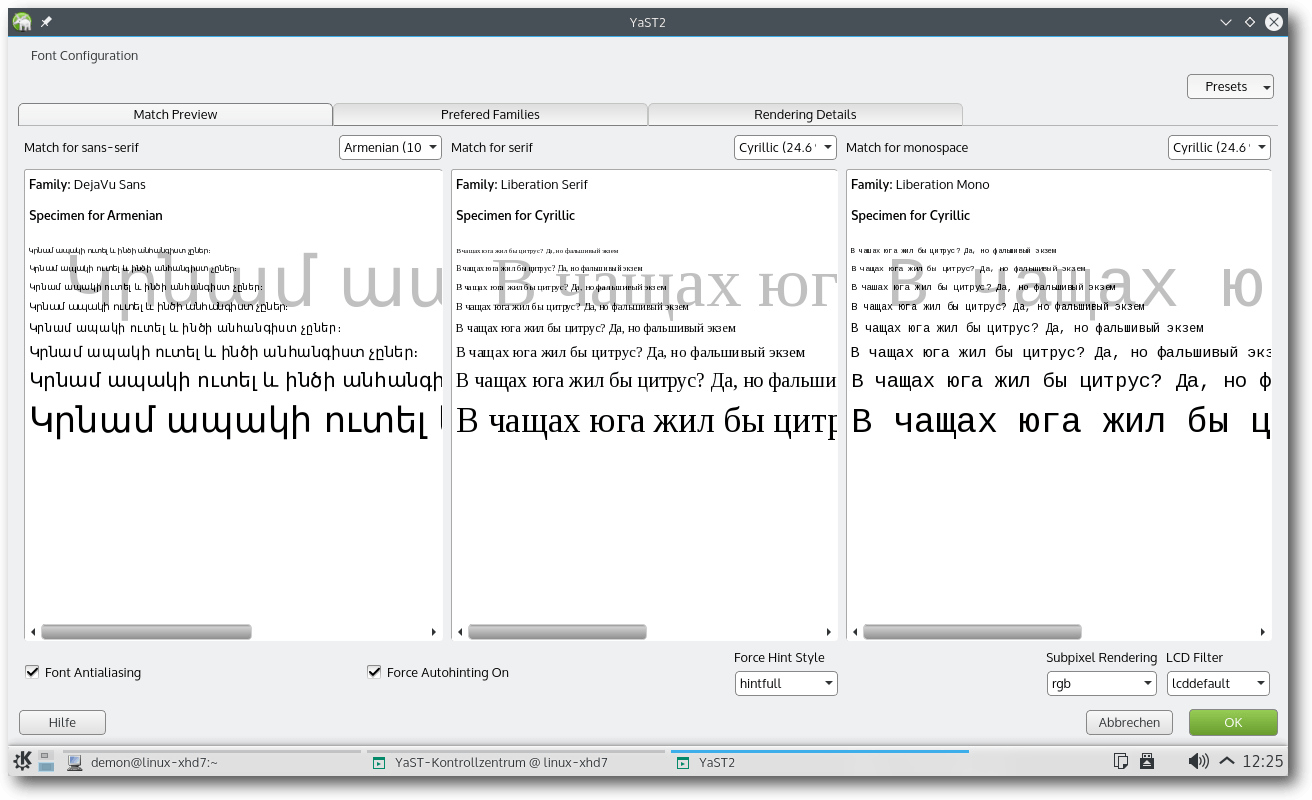 YaST2
Font Configuration
Presets
Match Preview
Prefered Families
Rendering Details
Match for sans-serif
Armenian (10
Match for serif
Cyrillic (24.6
Match for monospace
Cyrillic (24.6
Family: DejaVu Sans
Specimen for Armenian
Կրնամ ապակի ուտել և ինծի անհանգիստ չըներ։
Կրնամ ապակի ուտել և ինծի անհանգիստ չըներ։
Կրնամ ապակի ուտել և ինծի անհանգիստ չըներ։
Կրնամ ապակի ուտել և ինծի անհանգիստ չըներ։
Կրնամ ապակի ուտել և ինծի անհանգիստ չըներ։
Կրնամ ապակի ուտել և ինծի անհանգիստ չըներ։
Կրնամ ապակի ուտել և ինծի անհանգի
Կրնամ ապակի ուտել
Կրնամ ապ
Family: Liberation Serif
Specimen for Cyrillic
В чащах юга жил бы цитрус? Да, но фальшивый экзем
В чащах юга жил бы цитрус? Да, но фальшивый экзем
В чащах юга жил бы цитрус? Да, но фальшивый экзем
В чащах юга жил бы цитрус? Да, но фальшивый экзем
В чащах юга жил бы цитрус? Да, но фальшивый экзем
В чащах юга жил бы цитрус? Да, но фальшивый экзем
В чащах юга жил бы цитрус? Да, но фальши
В чащах юга жил бы цитр
В чащах юг
Family: Liberation Mono
Specimen for Cyrillic
В чащах юга жил бы цитрус? Да, но фальшивый экзем
В чащах юга жил бы цитрус? Да, но фальшивый экзем
В чащах юга жил бы цитрус? Да, но фальшивый экзем
В чащах юга жил бы цитрус? Да, но фальшивый экзем
В чащах юга жил бы цитрус? Да, но фальшивый экзем
В чащах юга жил бы цитрус? Да, но фальшивый экз
В чащах юга жил бы цитрус? Да, но ф
В чащах юга жил бы ц
В чащах ю
Font Antialiasing
Force Autohinting On
Force Hint Style
hintfull
Subpixel Rendering
rgb
LCD Filter
lcddefault
Hilfe
Abbrechen
OK
demon@linux-xhd7:~
YaST-Kontrollzentrum @ linux-xhd7
YaST2
12:25